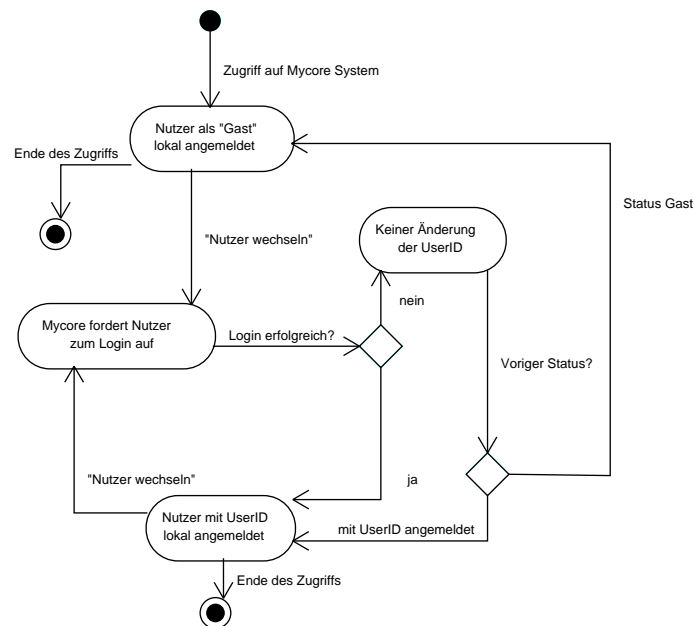 Zugriff auf Mycore System
Nutzer als "Gast"
lokal angemeldet
Ende des Zugriffs
Status Gast
Keiner Änderung
der UserID
"Nutzer wechseln"
nein
Mycore fordert Nutzer
zum Login auf
Login erfolgreich?
Voriger Status?
"Nutzer wechseln"
ja
Nutzer mit UserID
lokal angemeldet
mit UserID angemeldet
Ende des Zugriffs